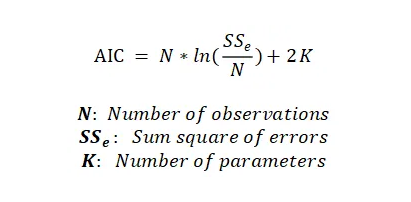 AIC = N * ln(SSₑ/N) + 2K
N: Number of observations
SSₑ: Sum square of errors
K: Number of parameters